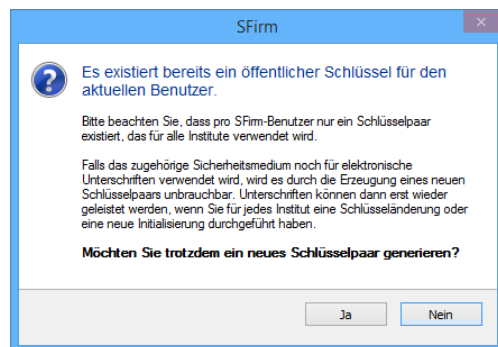 SFirm
Es existiert bereits ein öffentlicher Schlüssel für den
aktuellen Benutzer.
Bitte beachten Sie, dass pro SFirm-Benutzer nur ein Schlüsselpaar
existiert, das für alle Institute verwendet wird.
Falls das zugehörige Sicherheitsmedium noch für elektronische
Unterschriften verwendet wird, wird es durch die Erzeugung eines neuen
Schlüsselpaars unbrauchbar. Unterschriften können dann erst wieder
geleistet werden, wenn Sie für jedes Institut eine Schlüsseländerung oder
eine neue Initialisierung durchgeführt haben.
Möchten Sie trotzdem ein neues Schlüsselpaar generieren?
Ja
Nein